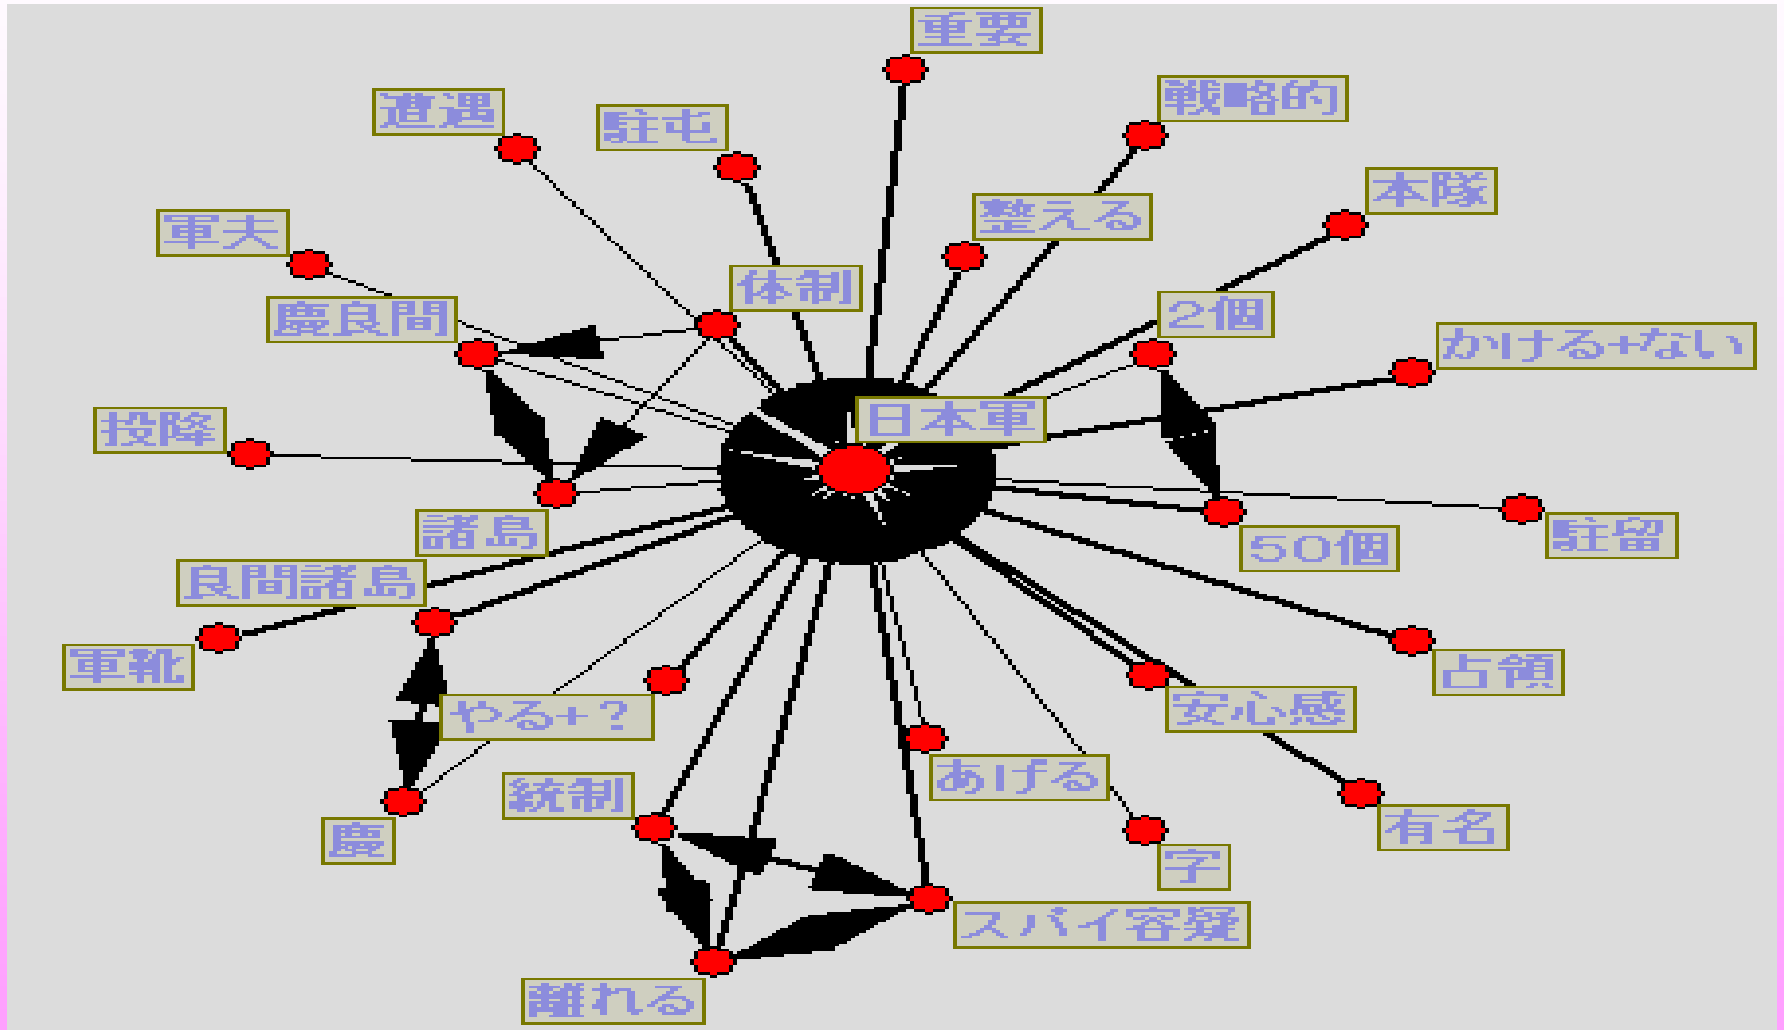 重要
戦略的
遭遇
駐屯
本隊
整える
軍夫
体制
2個
慶良間
かける+ない
日本軍
投降
諸島
駐留
50個
良間諸島
軍靴
占領
安心感
やる+？
あげる
統制
有名
慶
字
スパイ容疑
離れる